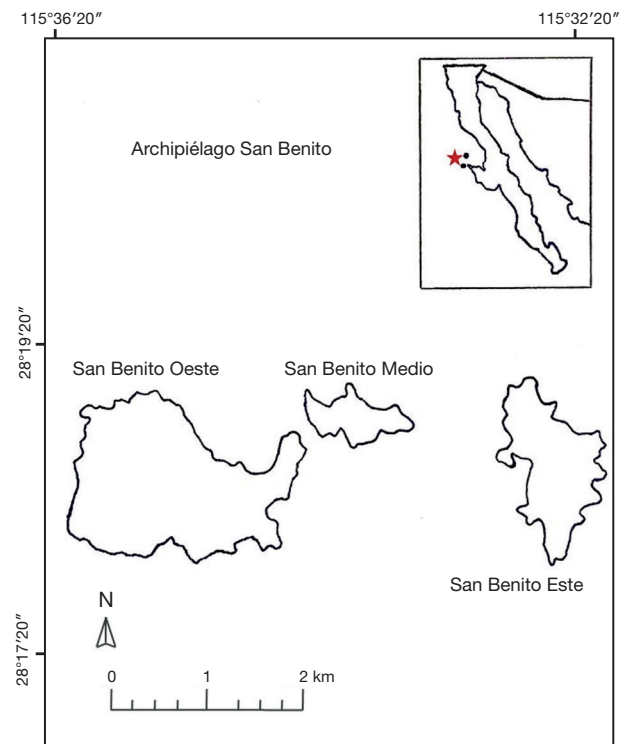 115°36′20″ 115°32′20″
Archipiélago San Benito
28°19′20″
San Benito Oeste San Benito Medio
San Benito Este
N
28°17′20″
0 1 2 km